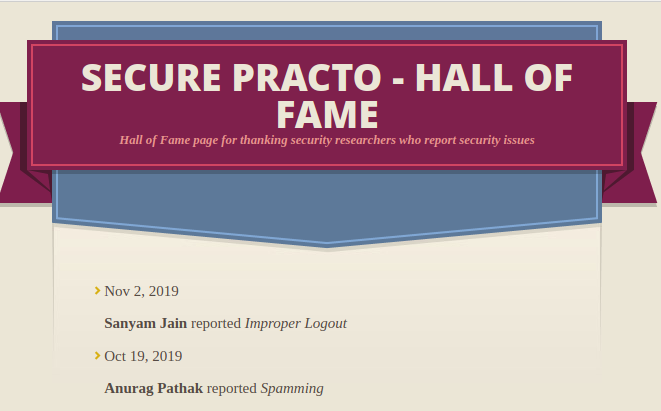 SECURE PRACTO - HALL OF
FAME
Hall of Fame page for thanking security researchers who report security issues
Nov 2, 2019
Sanyam Jain reported Improper Logout
Oct 19, 2019
Anurag Pathak reported Spamming